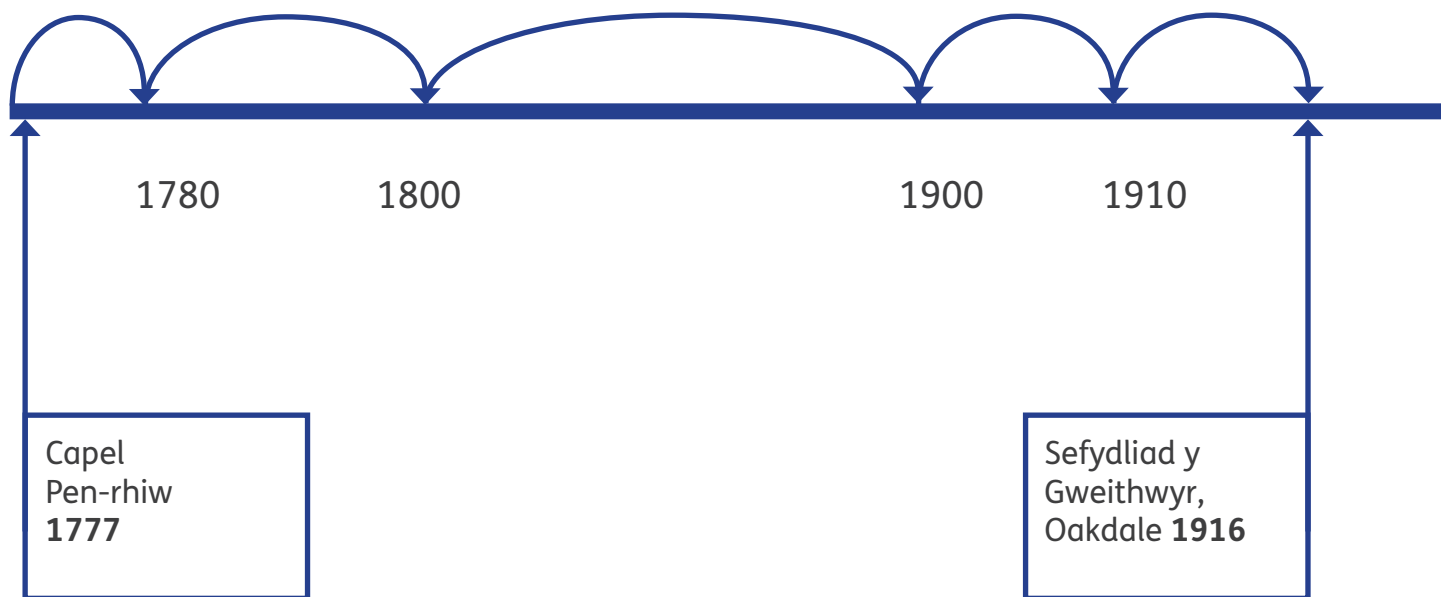 1780 1800 1900 1910
Capel
Pen-rhiw
1777
Sefydliad y
Gweithwyr,
Oakdale 1916